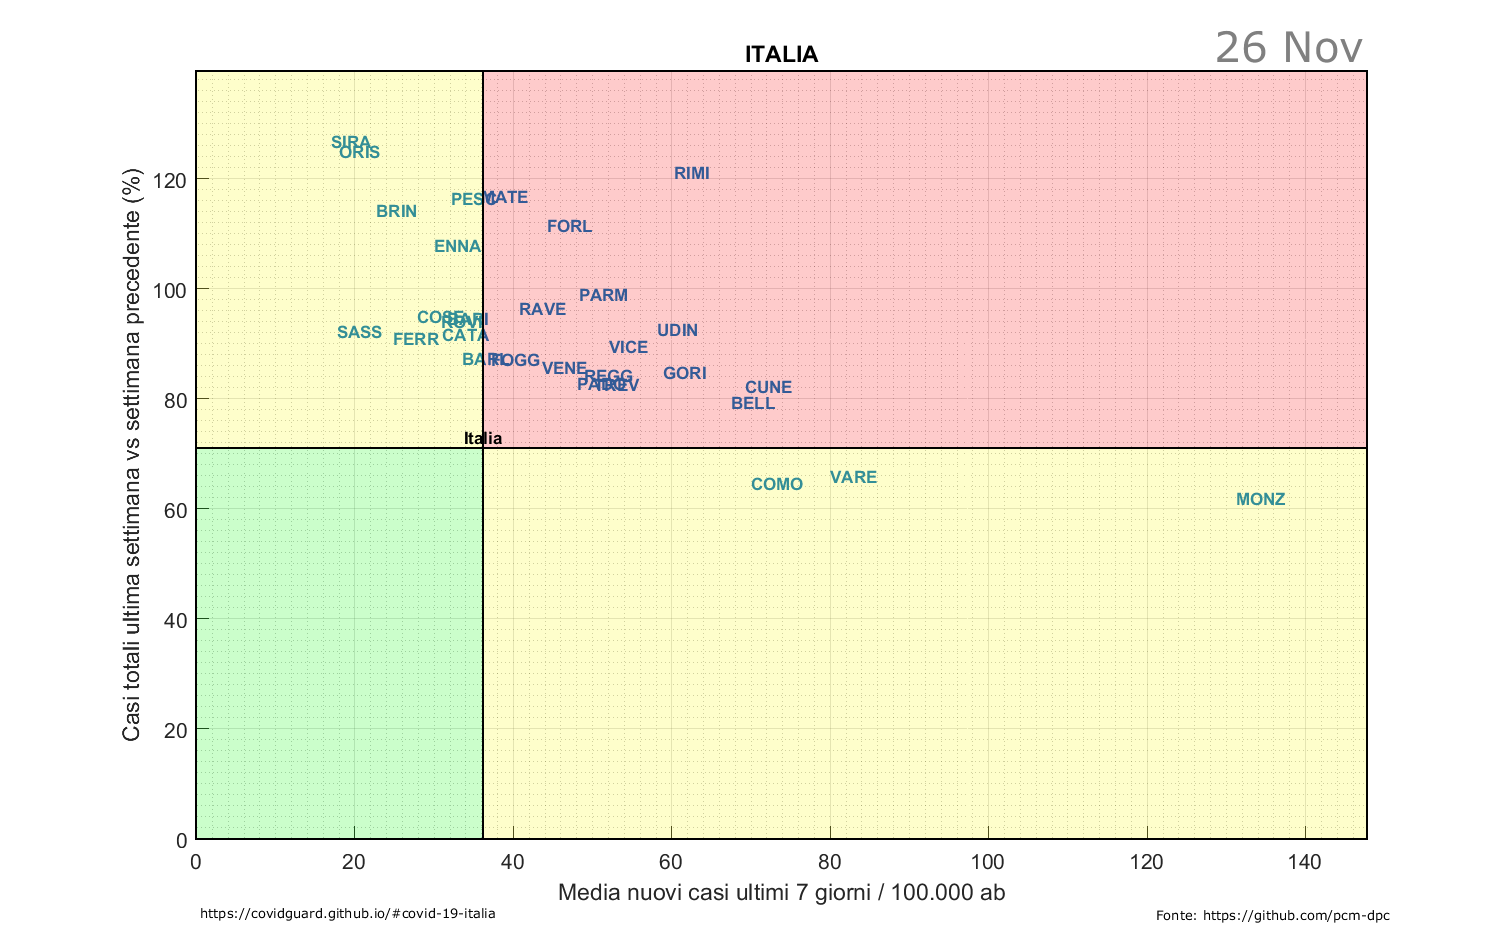 26 Nov
ITALIA
Casi totali ultima settimana vs settimana precedente (%)
120
100
80
60
40
20
0
SIRA
ORIS
RIMI
PESC
MATE
BRIN
FORL
ENNA
PARM
RAVE
COSE
BARI
ROVI
SASS
UDIN
CATA
FERR
VICE
BARL
FOGG
VENE
GORI
REGG
PADO
TREV
CUNE
BELL
Italia
VARE
COMO
MONZ
0 20 40 60 80 100 120 140
Media nuovi casi ultimi 7 giorni / 100.000 ab
https://covidguard.github.io/#covid-19-italia
Fonte: https://github.com/pcm-dpc